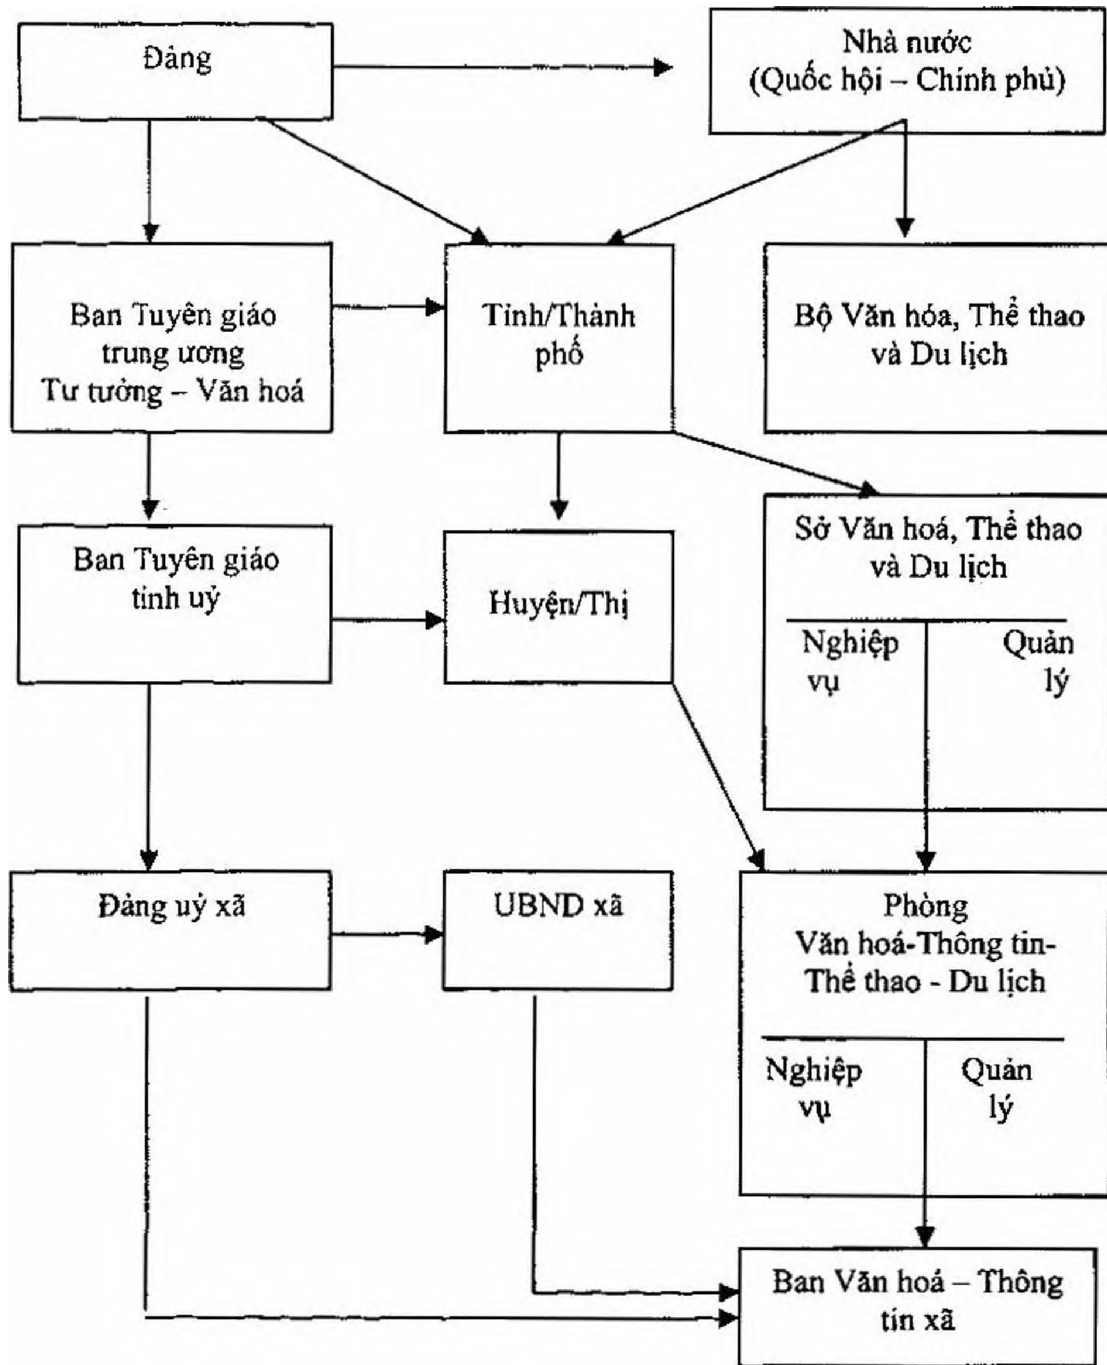 Đảng
Nhà nước
(Quốc hội – Chính phủ)
Ban Tuyên giáo
trung ương
Tư tưởng – Văn hoá
Tỉnh/Thành
phố
Bộ Văn hóa, Thể thao
và Du lịch
Ban Tuyên giáo
tỉnh uỷ
Huyện/Thị
Sở Văn hoá, Thể thao
và Du lịch
Nghiệp
vụ
Quản
lý
Đảng uỷ xã
UBND xã
Phòng
Văn hoá-Thông tin-
Thể thao - Du lịch
Nghiệp
vụ
Quản
lý
Ban Văn hoá – Thông
tin xã